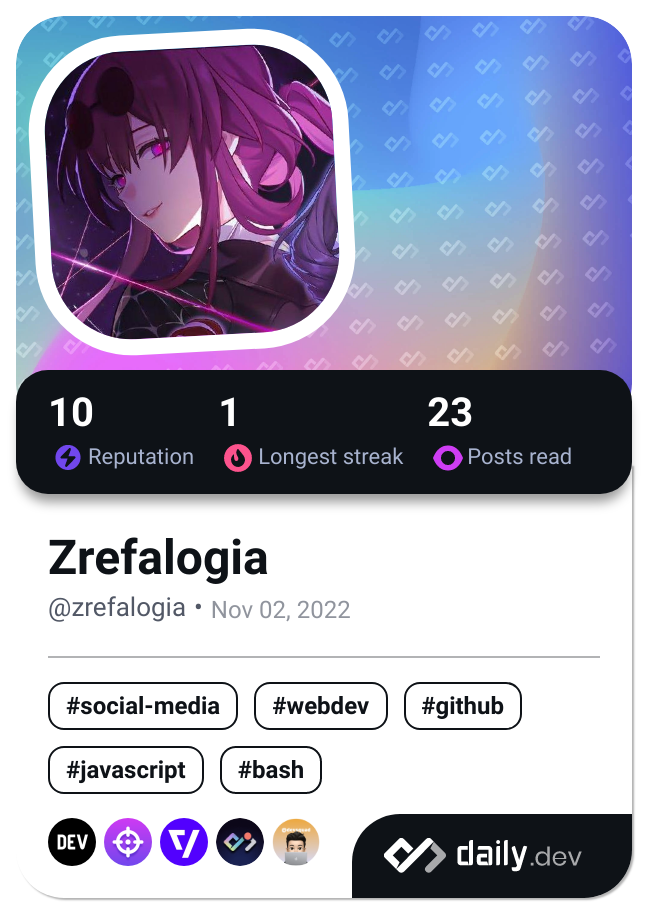 10 1 23
Reputation Longest streak Posts read
Zrefalogia
@zrefalogia • Nov 02, 2022
#social-media #webdev #github
#javascript #bash
DEV
daily.dev